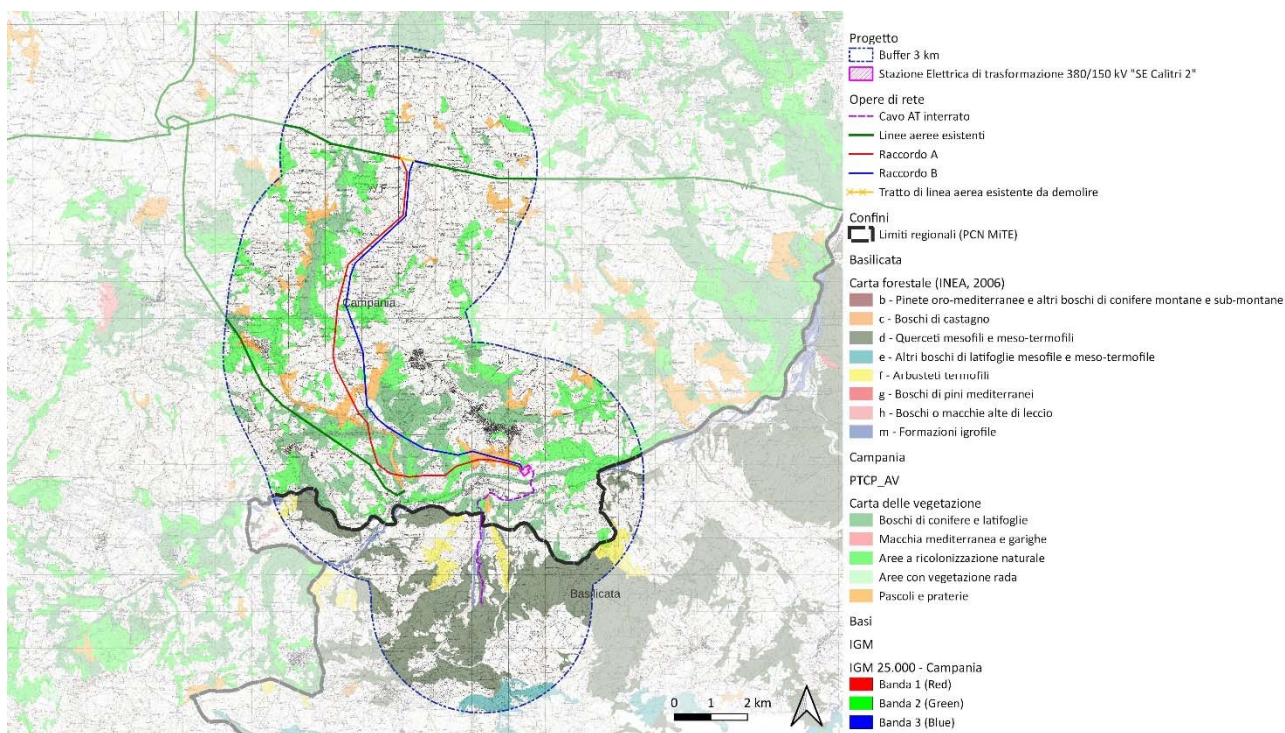 Progetto
Buffer 3 km
Stazione Elettrica di trasformazione 380/150 kV "SE Calitri 2"
Opere di rete
Cavo AT interrato
Linee aeree esistenti
Raccordo A
Raccordo B
Tratto di linea aerea esistente da demolire
Confini
Limiti regionali (PCN MiTE)
Basilicata
Carta forestale (INEA, 2006)
b - Pinete oro-mediterranee e altri boschi di conifere montane e sub-montane
c - Boschi di castagno
d - Querceti mesofili e meso-termofili
e - Altri boschi di latifoglie mesofile e meso-termofile
f - Arbusteti termofili
g - Boschi di pini mediterranei
h - Boschi o macchie alte di leccio
m - Formazioni igrofile
Campania
PTCP_AV
Carta delle vegetazione
Boschi di conifere e latifoglie
Macchia mediterranea e garighe
Aree a ricolonizzazione naturale
Aree con vegetazione rada
Pascoli e praterie
Basi
IGM
IGM 25.000 - Campania
Banda 1 (Red)
Banda 2 (Green)
Banda 3 (Blue)
Campania
Basilicata
0 1 2 km